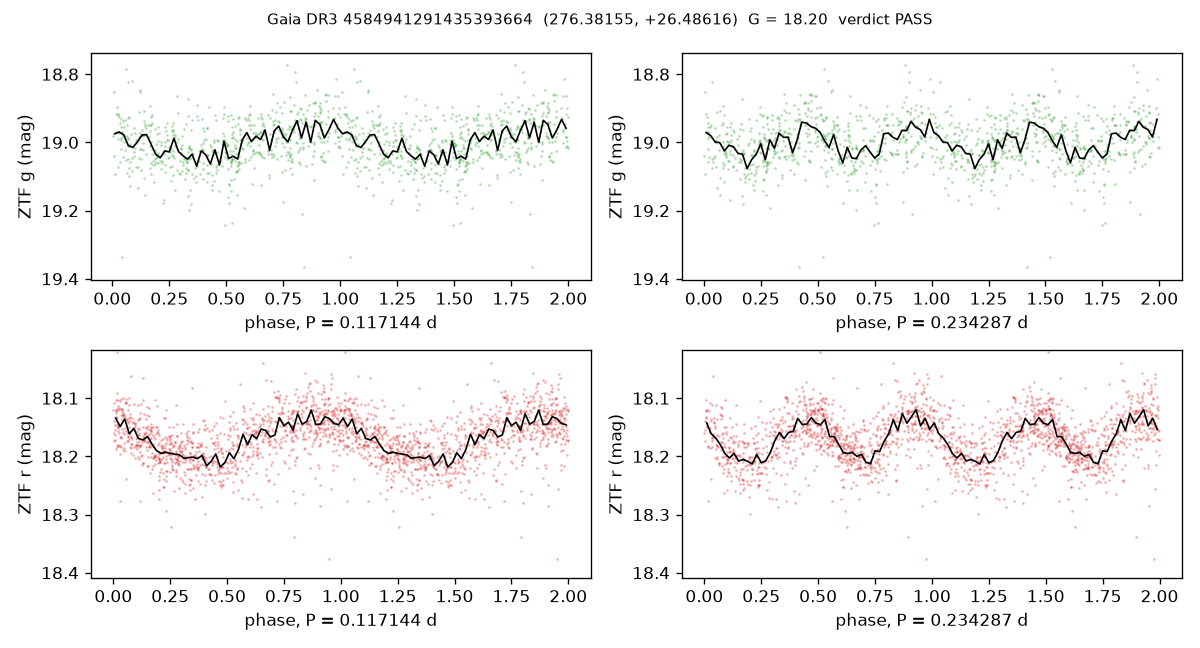 Gaia DR3 4584941291435393664  (276.38155, +26.48616)  G = 18.20  verdict PASS
ZTF g (mag)
18.8
19.0
19.2
19.4
0.00 0.25 0.50 0.75 1.00 1.25 1.50 1.75 2.00
phase, P = 0.117144 d
ZTF g (mag)
18.8
19.0
19.2
19.4
0.00 0.25 0.50 0.75 1.00 1.25 1.50 1.75 2.00
phase, P = 0.234287 d
ZTF r (mag)
18.1
18.2
18.3
18.4
0.00 0.25 0.50 0.75 1.00 1.25 1.50 1.75 2.00
phase, P = 0.117144 d
ZTF r (mag)
18.1
18.2
18.3
18.4
0.00 0.25 0.50 0.75 1.00 1.25 1.50 1.75 2.00
phase, P = 0.234287 d